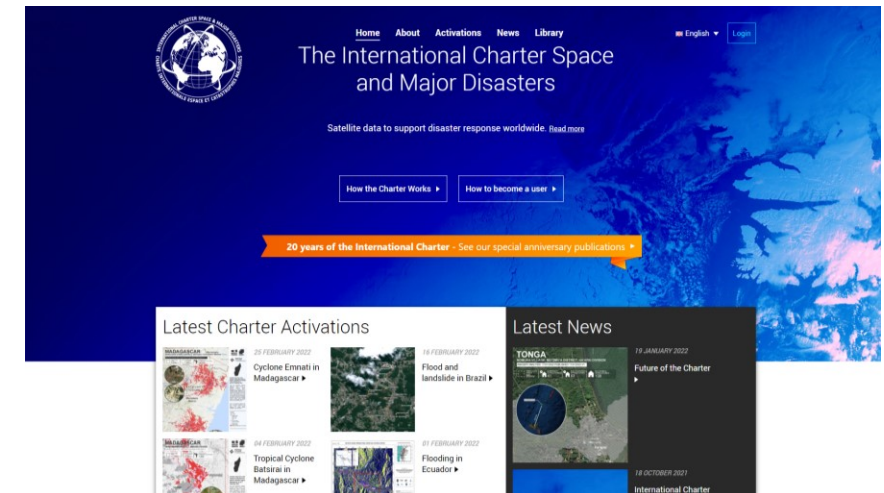 Home About Activations News Library
English
Login
The International Charter Space
and Major Disasters
Satellite data to support disaster response worldwide. Read more
How the Charter Works
How to become a user
20 years of the International Charter - See our special anniversary publications
Latest Charter Activations
MADAGASCAR
25 FEBRUARY 2022
Cyclone Emnati in
Madagascar
16 FEBRUARY 2022
Flood and
landslide in Brazil
MADAGASCAR
04 FEBRUARY 2022
Tropical Cyclone
Batsirai in
Madagascar
01 FEBRUARY 2022
Flooding in
Ecuador
Latest News
TONGA
19 JANUARY 2022
Future of the Charter
18 OCTOBER 2021
International Charter